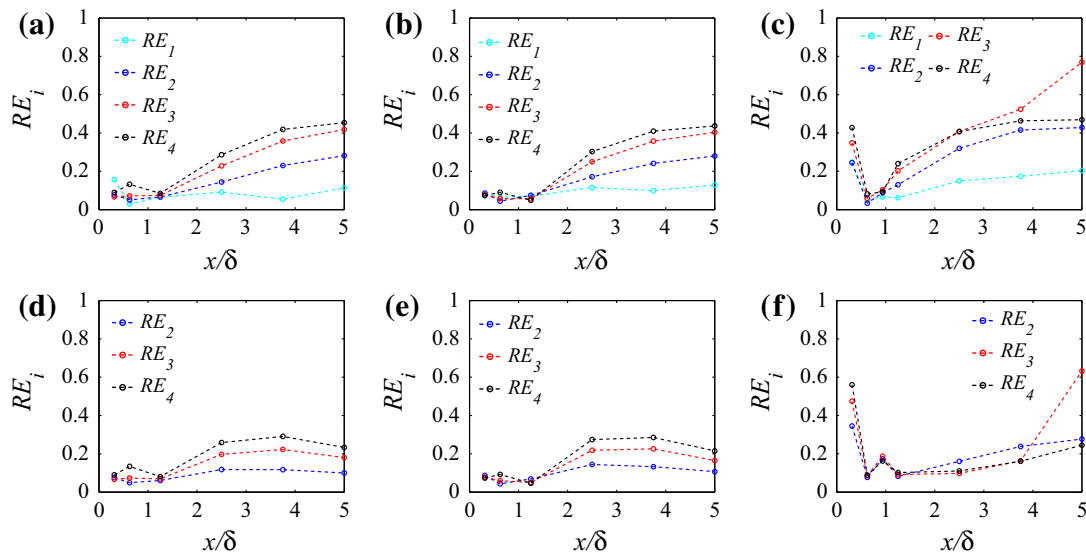 (a)
1
0.8
0.6
0.4
0.2
0
RE_i
RE_1
RE_2
RE_3
RE_4
0 1 2 3 4 5
x/δ
(b)
1
0.8
0.6
0.4
0.2
0
RE_i
RE_1
RE_2
RE_3
RE_4
0 1 2 3 4 5
x/δ
(c)
1
0.8
0.6
0.4
0.2
0
RE_i
RE_1 RE_3
RE_2 RE_4
0 1 2 3 4 5
x/δ
(d)
1
0.8
0.6
0.4
0.2
0
RE_i
RE_2
RE_3
RE_4
0 1 2 3 4 5
x/δ
(e)
1
0.8
0.6
0.4
0.2
0
RE_i
RE_2
RE_3
RE_4
0 1 2 3 4 5
x/δ
(f)
1
0.8
0.6
0.4
0.2
0
RE_i
RE_2
RE_3
RE_4
0 1 2 3 4 5
x/δ